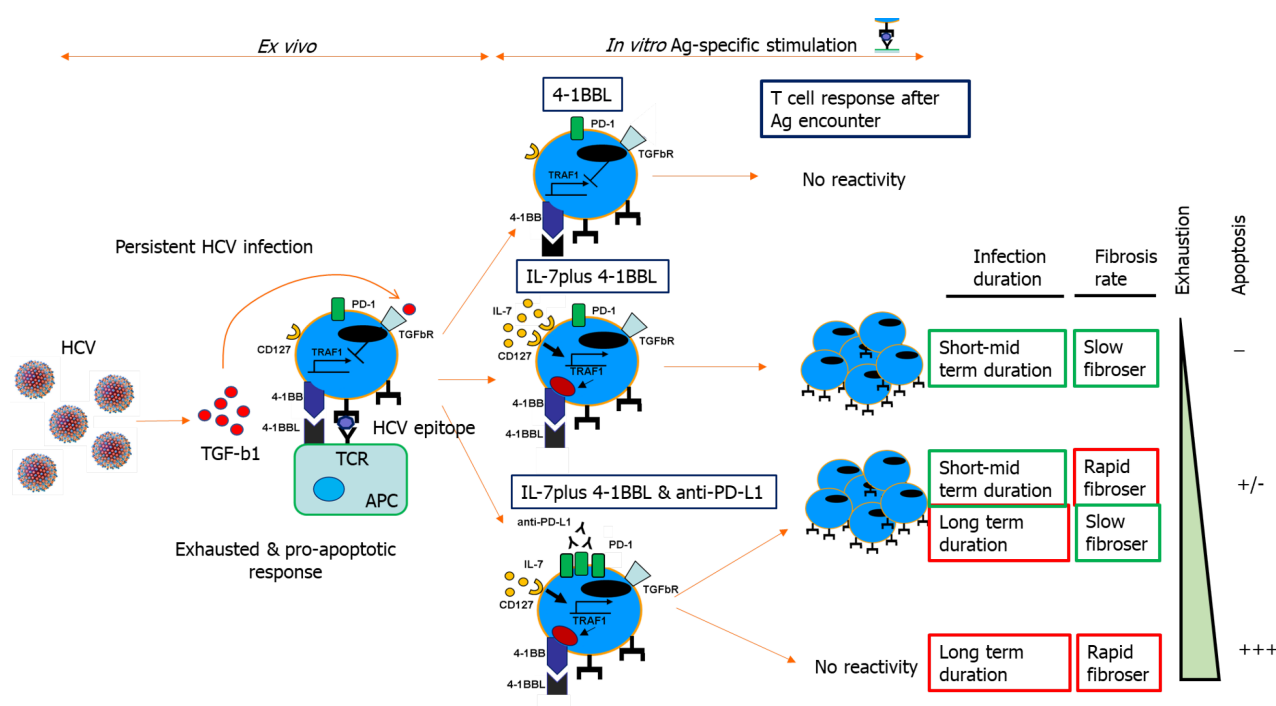 Ex vivo
In vitro Ag-specific stimulation
4-1BBL
T cell response after
Ag encounter
PD-1
TGFbR
TRAF1
4-1BB
No reactivity
Persistent HCV infection
IL-7plus 4-1BBL
Infection
duration
Fibrosis
rate
Exhaustion
Apoptosis
HCV
PD-1
TGFbR
CD127
TRAF1
4-1BB
4-1BBL
HCV epitope
TGF-b1
TCR
APC
Exhausted & pro-apoptotic
response
IL-7
PD-1
TGFbR
CD127
TRAF1
4-1BB
4-1BBL
Short-mid
term duration
Slow
fibroser
–
IL-7plus 4-1BBL & anti-PD-L1
anti-PD-L1
PD-1
IL-7
TGFbR
CD127
TRAF1
4-1BB
4-1BBL
Short-mid
term duration
Rapid
fibroser
+/-
Long term
duration
Slow
fibroser
No reactivity
Long term
duration
Rapid
fibroser
+++